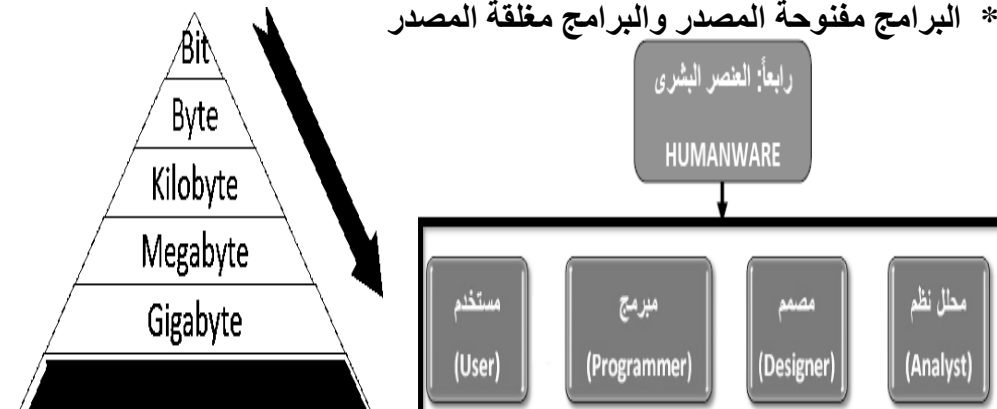 * البرامج مفنوحة المصدر والبرامج مغلقة المصدر
Bit
Byte
Kilobyte
Megabyte
Gigabyte
رابعاً: العنصر البشرى
HUMANWARE
محلل نظم
(Analyst)
مصمم
(Designer)
مبرمج
(Programmer)
مستخدم
(User)